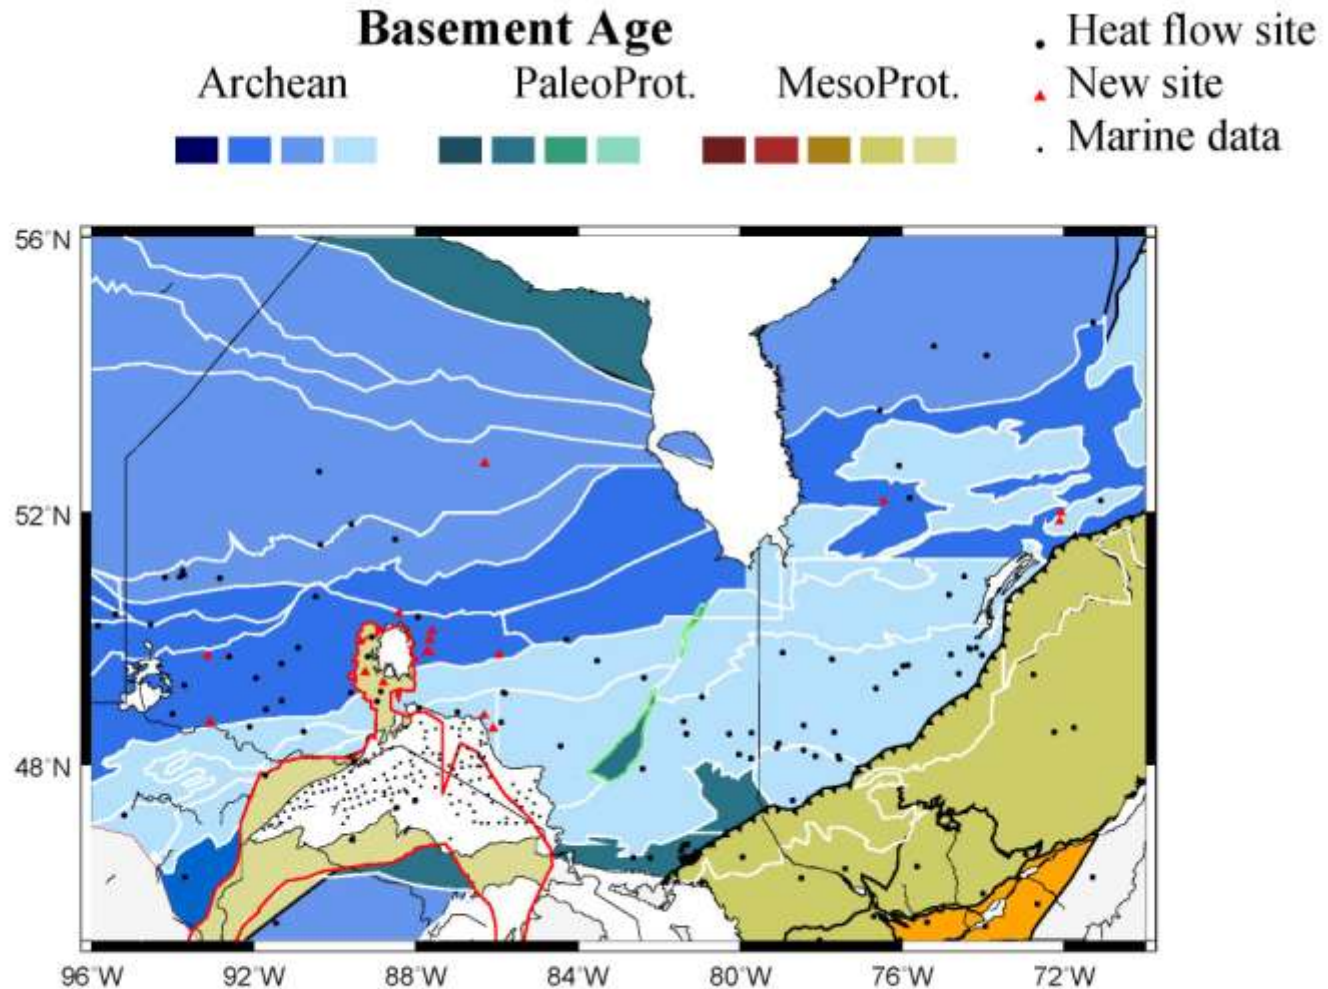 Basement Age
Archean PaleoProt. MesoProt.
Heat flow site
New site
Marine data
56°N
52°N
48°N
96°W 92°W 88°W 84°W 80°W 76°W 72°W